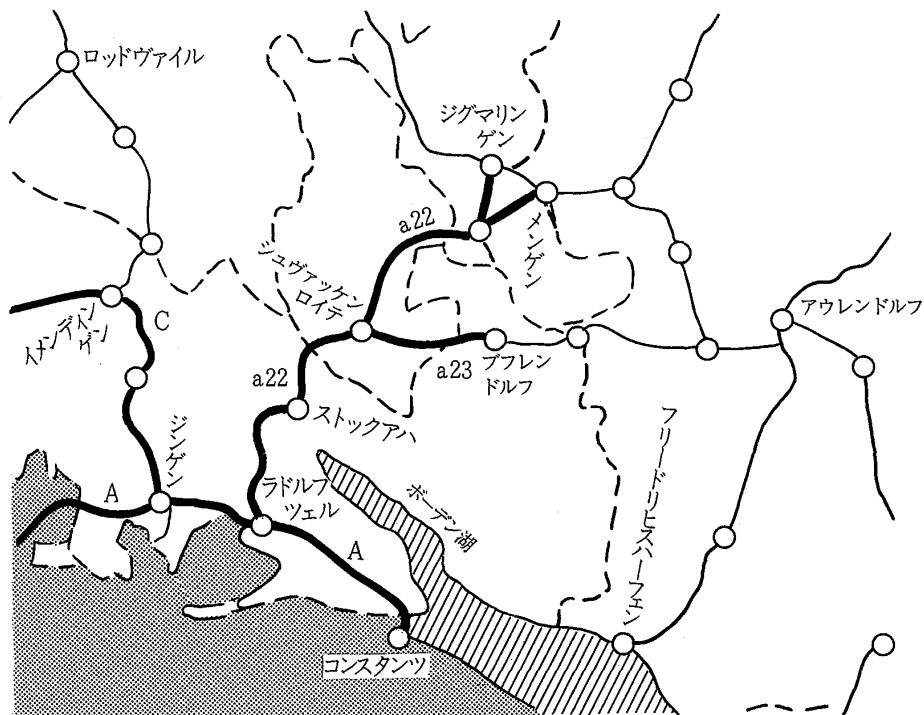 ロッドヴァイル
ジグマリン
ゲン
a22
メンゲン
シュヴァッケン
ロイテ
アウレンドルフ
C
イメンディン
ゲン
a23
ブフレン
ドルフ
a22
ストックアハ
ジンゲン
フリードリヒスハーフェン
ラドルフ
ツェル
ボーデン湖
A
A
コンスタンツ